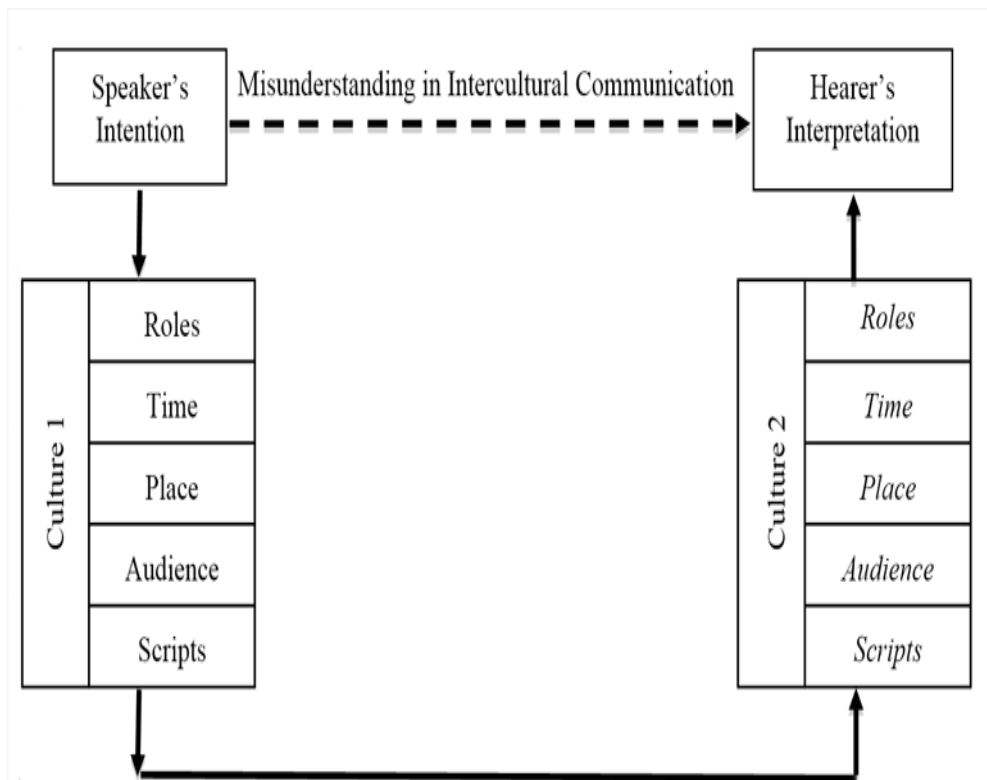 Speaker's
Intention
Misunderstanding in Intercultural Communication
Hearer's
Interpretation
Culture 1
Roles
Time
Place
Audience
Scripts
Culture 2
Roles
Time
Place
Audience
Scripts